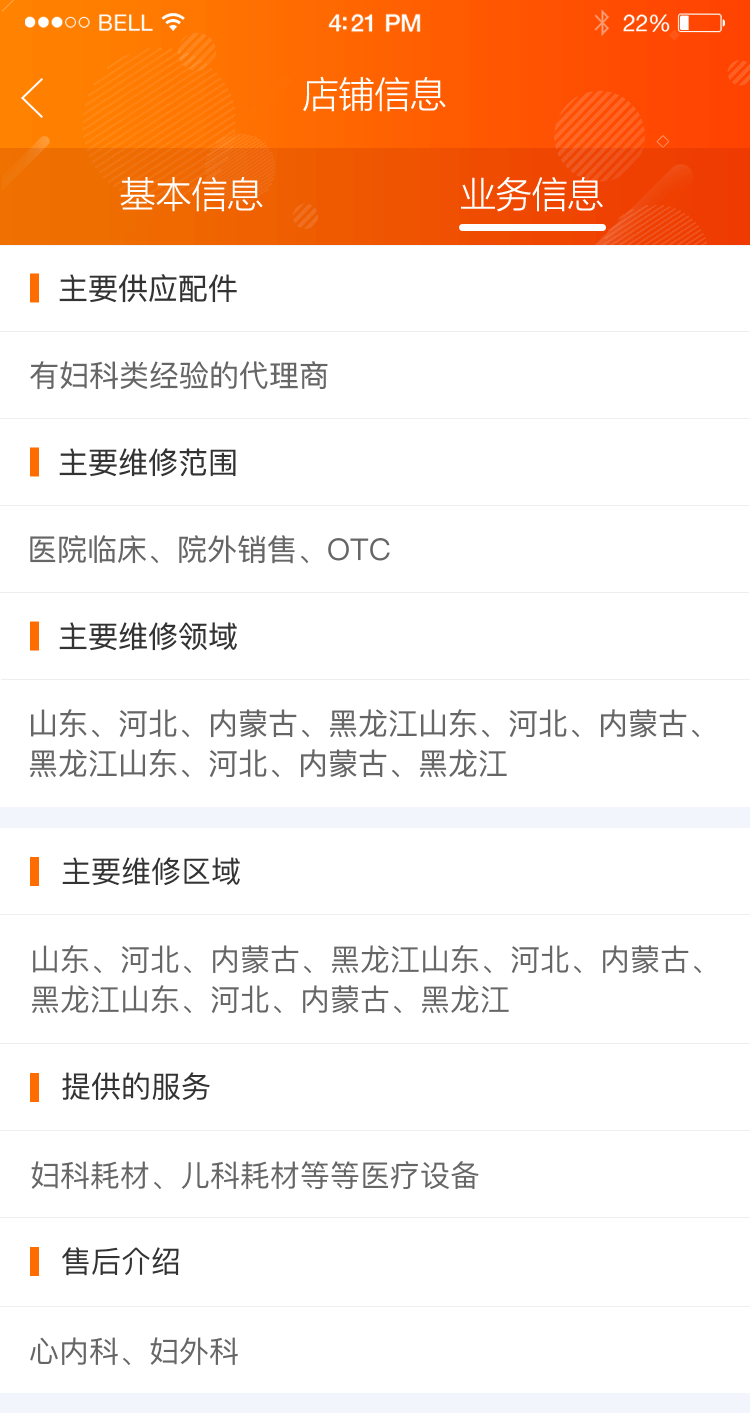 BELL 4:21 PM 22%
店铺信息
基本信息 业务信息
主要供应配件
有妇科类经验的代理商
主要维修范围
医院临床、院外销售、OTC
主要维修领域
山东、河北、内蒙古、黑龙江山东、河北、内蒙古、
黑龙江山东、河北、内蒙古、黑龙江
主要维修区域
山东、河北、内蒙古、黑龙江山东、河北、内蒙古、
黑龙江山东、河北、内蒙古、黑龙江
提供的服务
妇科耗材、儿科耗材等等医疗设备
售后介绍
心内科、妇外科